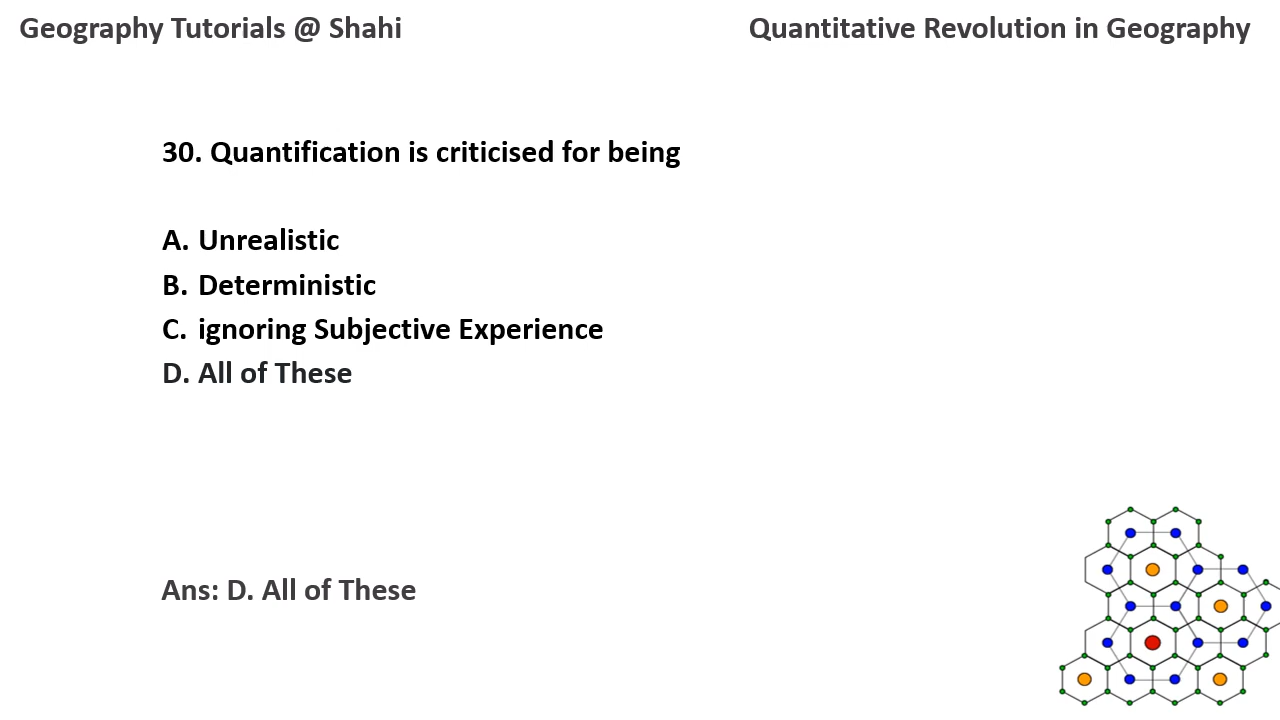 Geography Tutorials @ Shahi
Quantitative Revolution in Geography
30. Quantification is criticised for being
A. Unrealistic
B. Deterministic
C. ignoring Subjective Experience
D. All of These
Ans: D. All of These